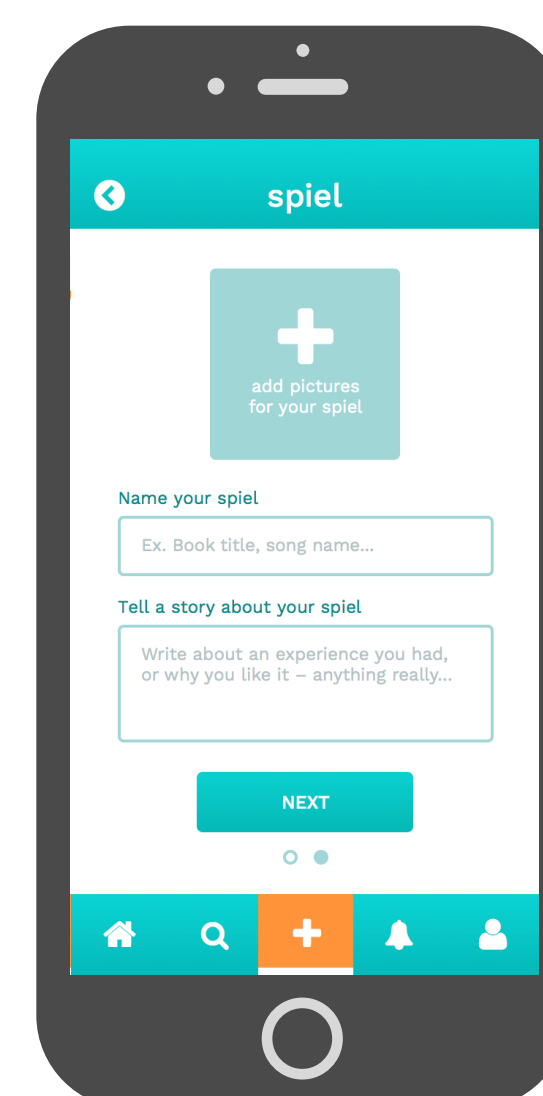 spiel
add pictures
for your spiel
Name your spiel
Ex. Book title, song name...
Tell a story about your spiel
Write about an experience you had,
or why you like it – anything really...
NEXT